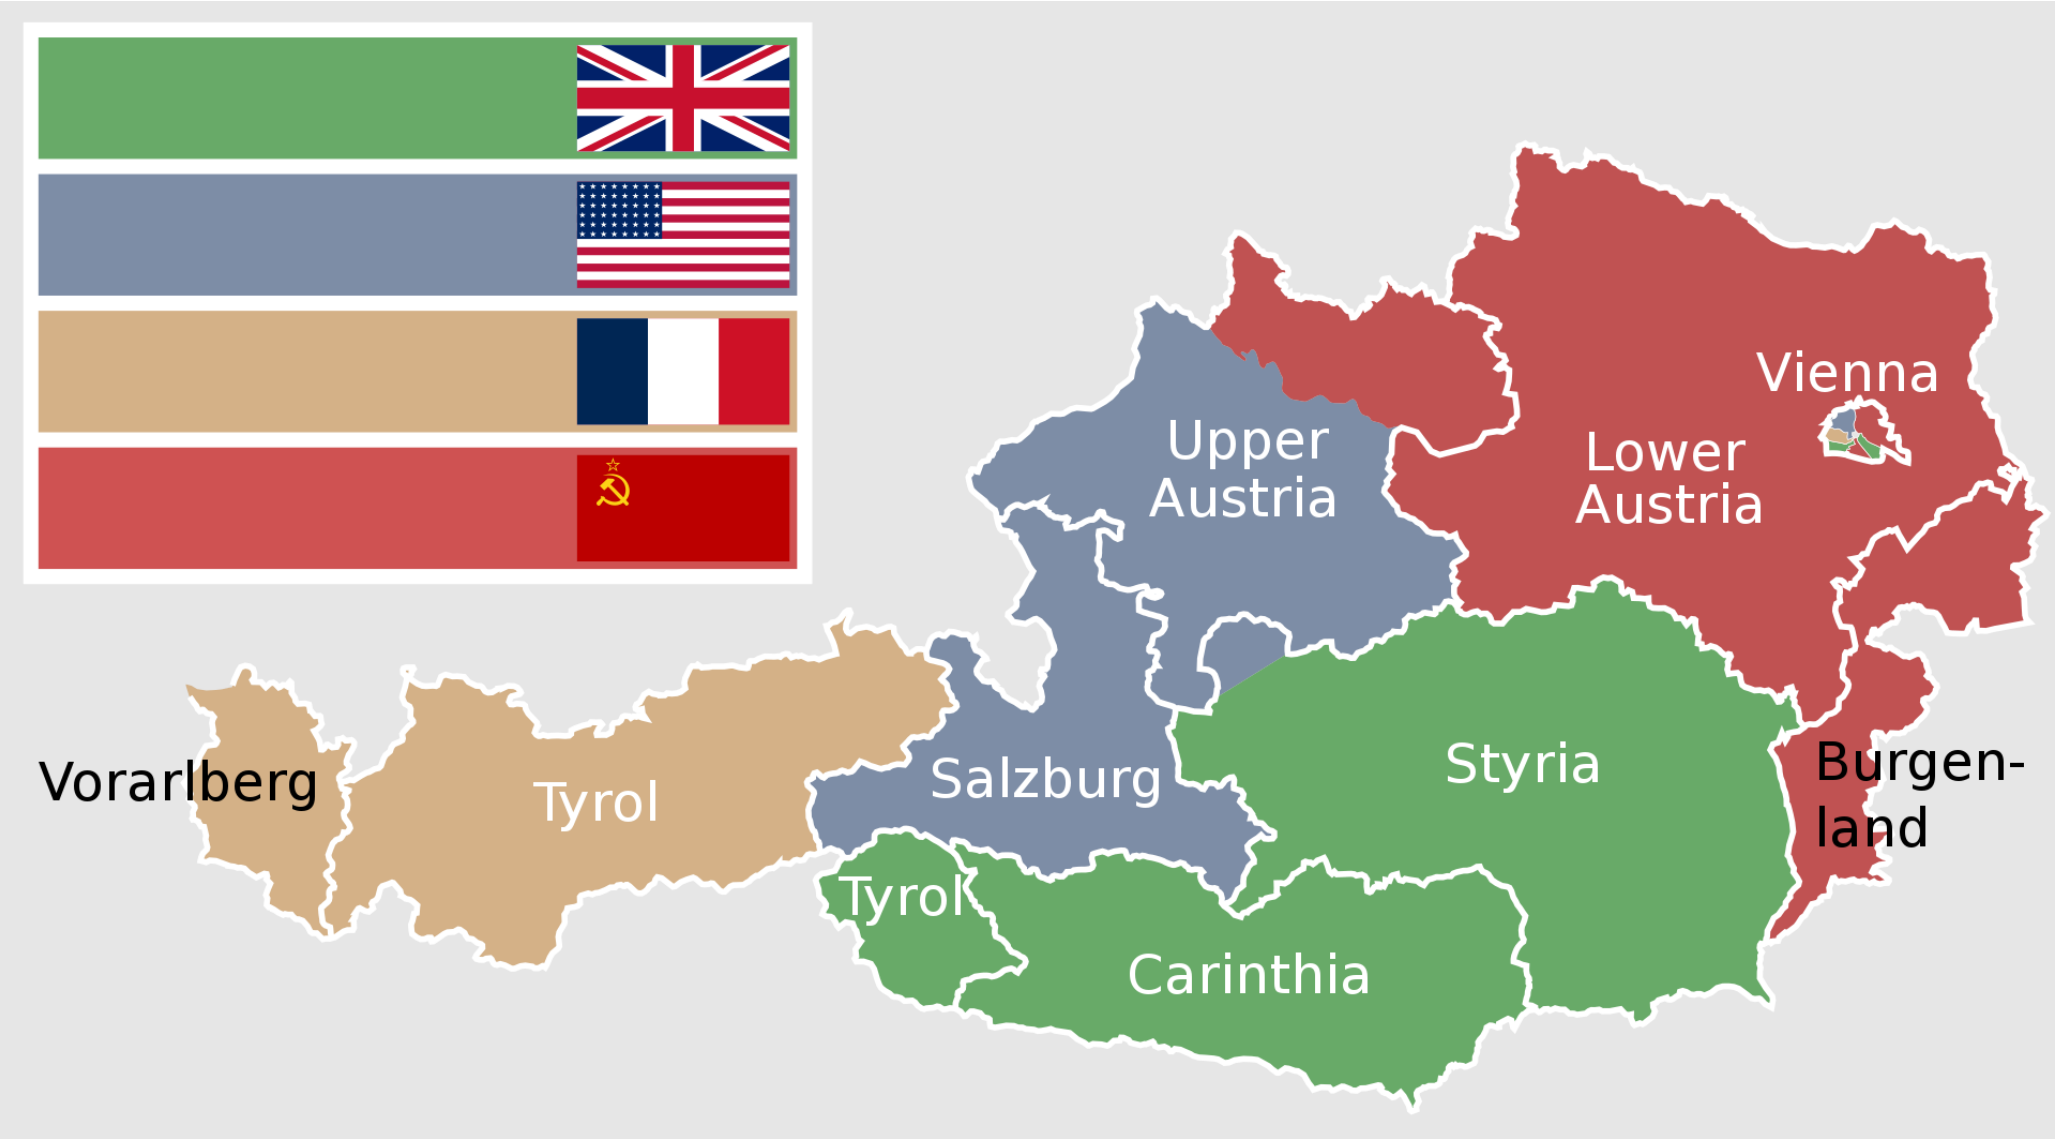 Vienna
Upper
Austria
Lower
Austria
Vorarlberg
Tyrol
Salzburg
Styria
Burgen-
land
Tyrol
Carinthia